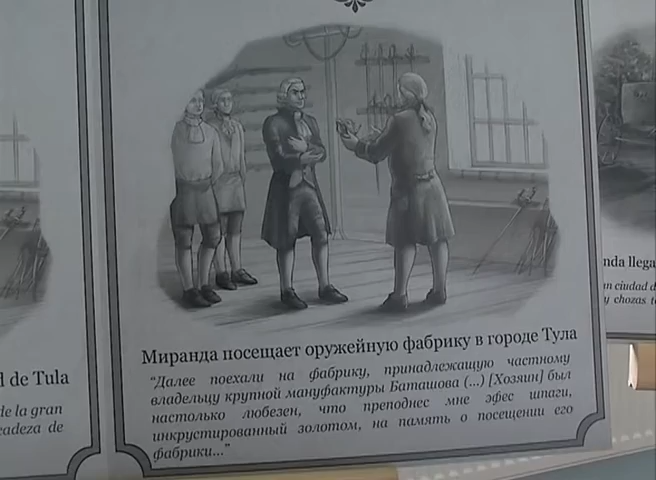 Миранда посещает оружейную фабрику в городе Тула
“Далее поехали на фабрику, принадлежащую частному
владельцу крупной мануфактуры Баташова (...) [Хозяин] был
настолько любезен, что преподнес мне эфес шпаги,
инкрустированный золотом, на память о посещении его
фабрики...”
d de Tula
de la gran
adeza de
nda llega
un ciudad d
y chozas